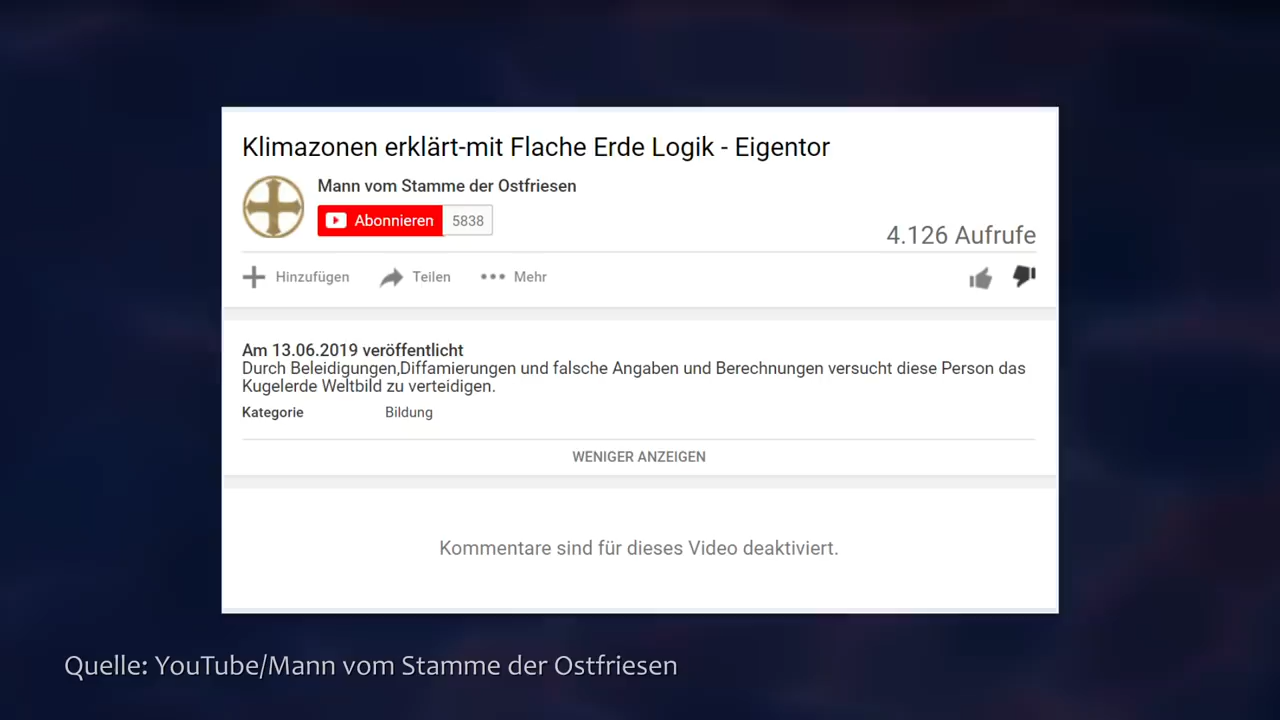 Klimazonen erklärt-mit Flache Erde Logik - Eigentor
Mann vom Stamme der Ostfriesen
Abonnieren 5838
4.126 Aufrufe
Hinzufügen Teilen Mehr
Am 13.06.2019 veröffentlicht
Durch Beleidigungen,Diffamierungen und falsche Angaben und Berechnungen versucht diese Person das
Kugelerde Weltbild zu verteidigen.
Kategorie Bildung
WENIGER ANZEIGEN
Kommentare sind für dieses Video deaktiviert.
Quelle: YouTube/Mann vom Stamme der Ostfriesen